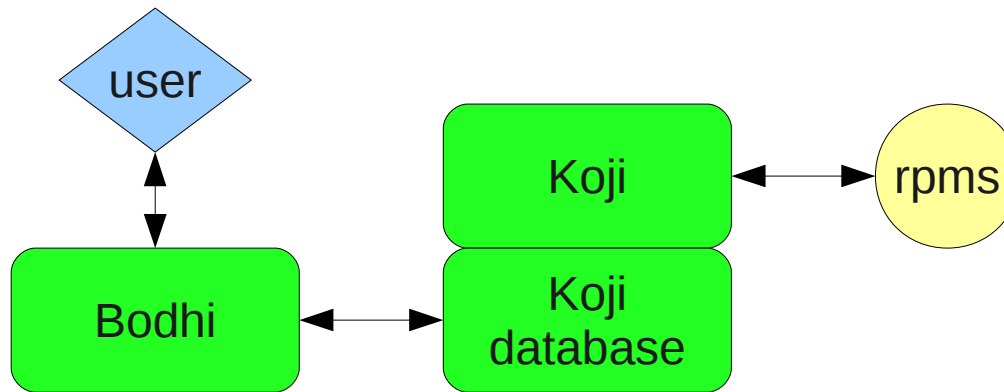 user
Koji
rpms
Bodhi
Koji
database